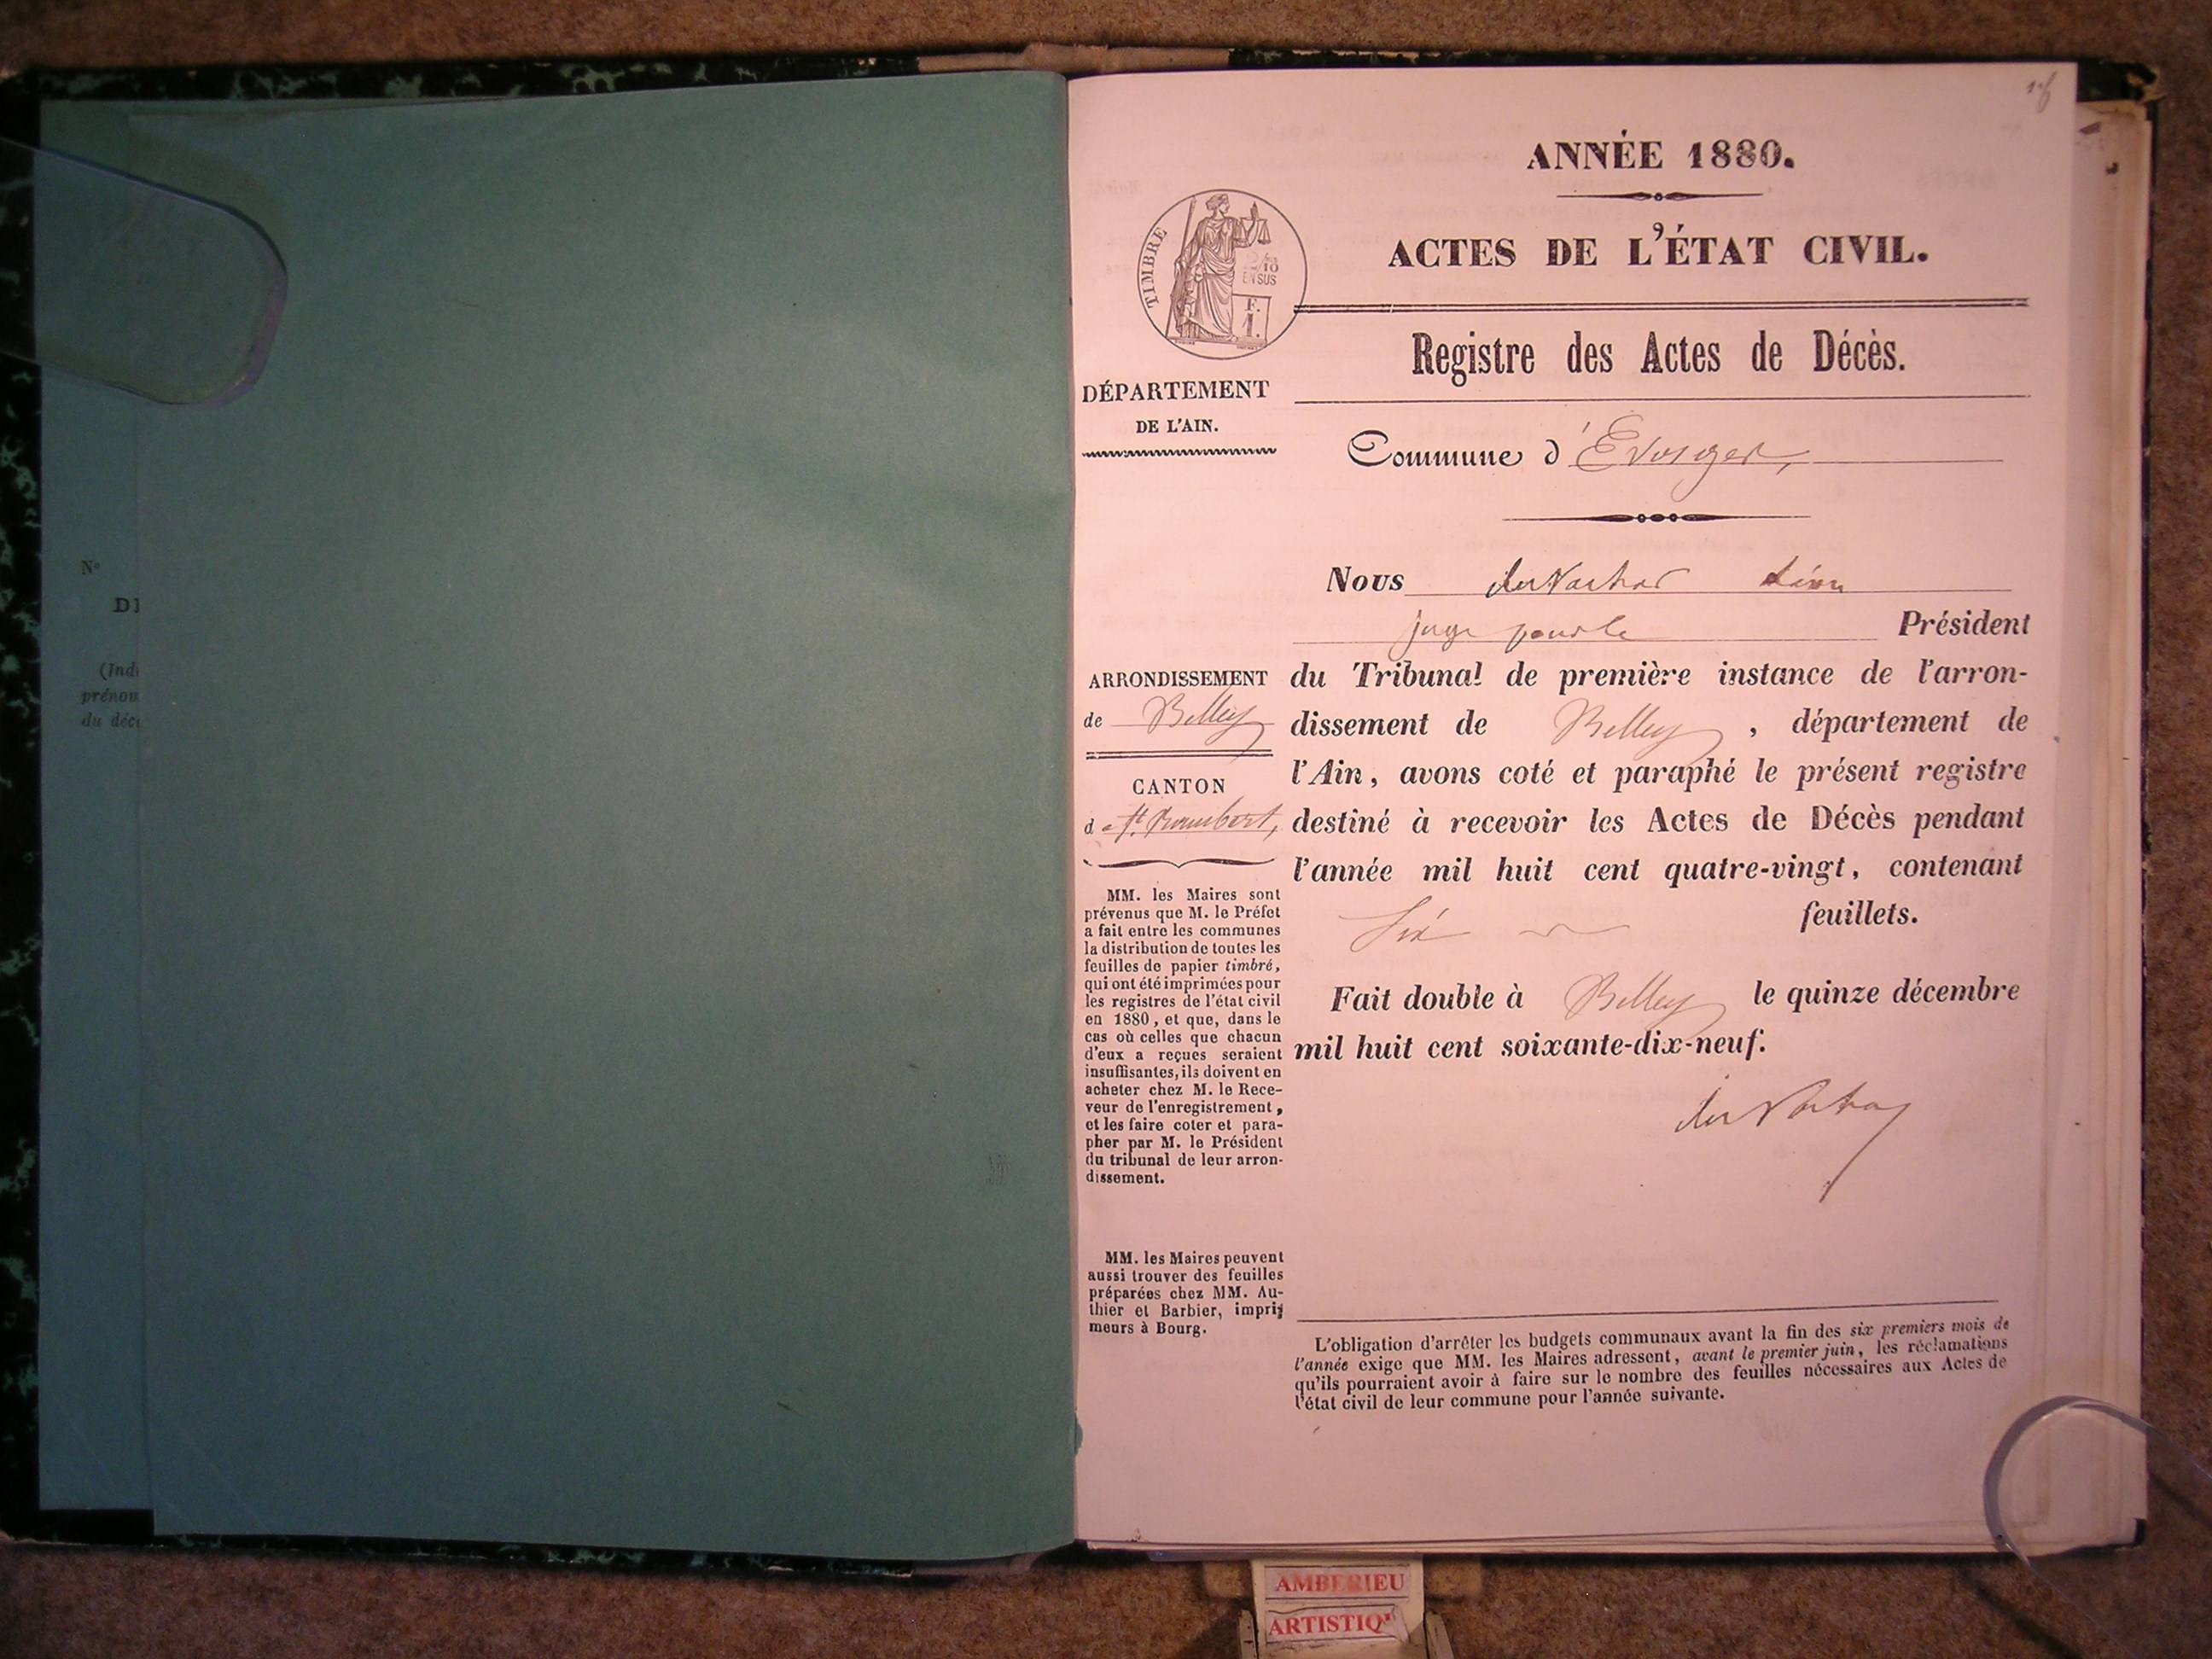 N°
DE
(Indi
prénom
du décé
1.f
ANNÉE 1880.
ACTES DE L'ÉTAT CIVIL.
TIMBRE
2/10
EN SUS
F.
1.
Registre des Actes de Décès.
DÉPARTEMENT
DE L'AIN.
Commune d'Evosges,
Nous
juge pour le Président
du Tribunal de première instance de l'arron-
dissement de Belley, département de
l'Ain, avons coté et paraphé le présent registre
destiné à recevoir les Actes de Décès pendant
l'année mil huit cent quatre-vingt, contenant
Six feuillets.
Fait double à Belley le quinze décembre
mil huit cent soixante-dix-neuf.
ARRONDISSEMENT
de Belley
CANTON
de St. Rambert,
MM. les Maires sont
prévenus que M. le Préfet
a fait entre les communes
la distribution de toutes les
feuilles de papier timbré,
qui ont été imprimées pour
les registres de l'état civil
en 1880, et que, dans le
cas où celles que chacun
d'eux a reçues seraient
insuffisantes, ils doivent en
acheter chez M. le Rece-
veur de l'enregistrement,
et les faire coter et para-
pher par M. le Président
du tribunal de leur arron-
dissement.
MM. les Maires peuvent
aussi trouver des feuilles
préparées chez MM. Au-
thier et Barbier, impri-
meurs à Bourg.
L'obligation d'arrêter les budgets communaux avant la fin des six premiers mois de
l'année exige que MM. les Maires adressent, avant le premier juin, les réclamations
qu'ils pourraient avoir à faire sur le nombre des feuilles nécessaires aux Actes de
l'état civil de leur commune pour l'année suivante.
AMBERIEU
ARTISTIQ